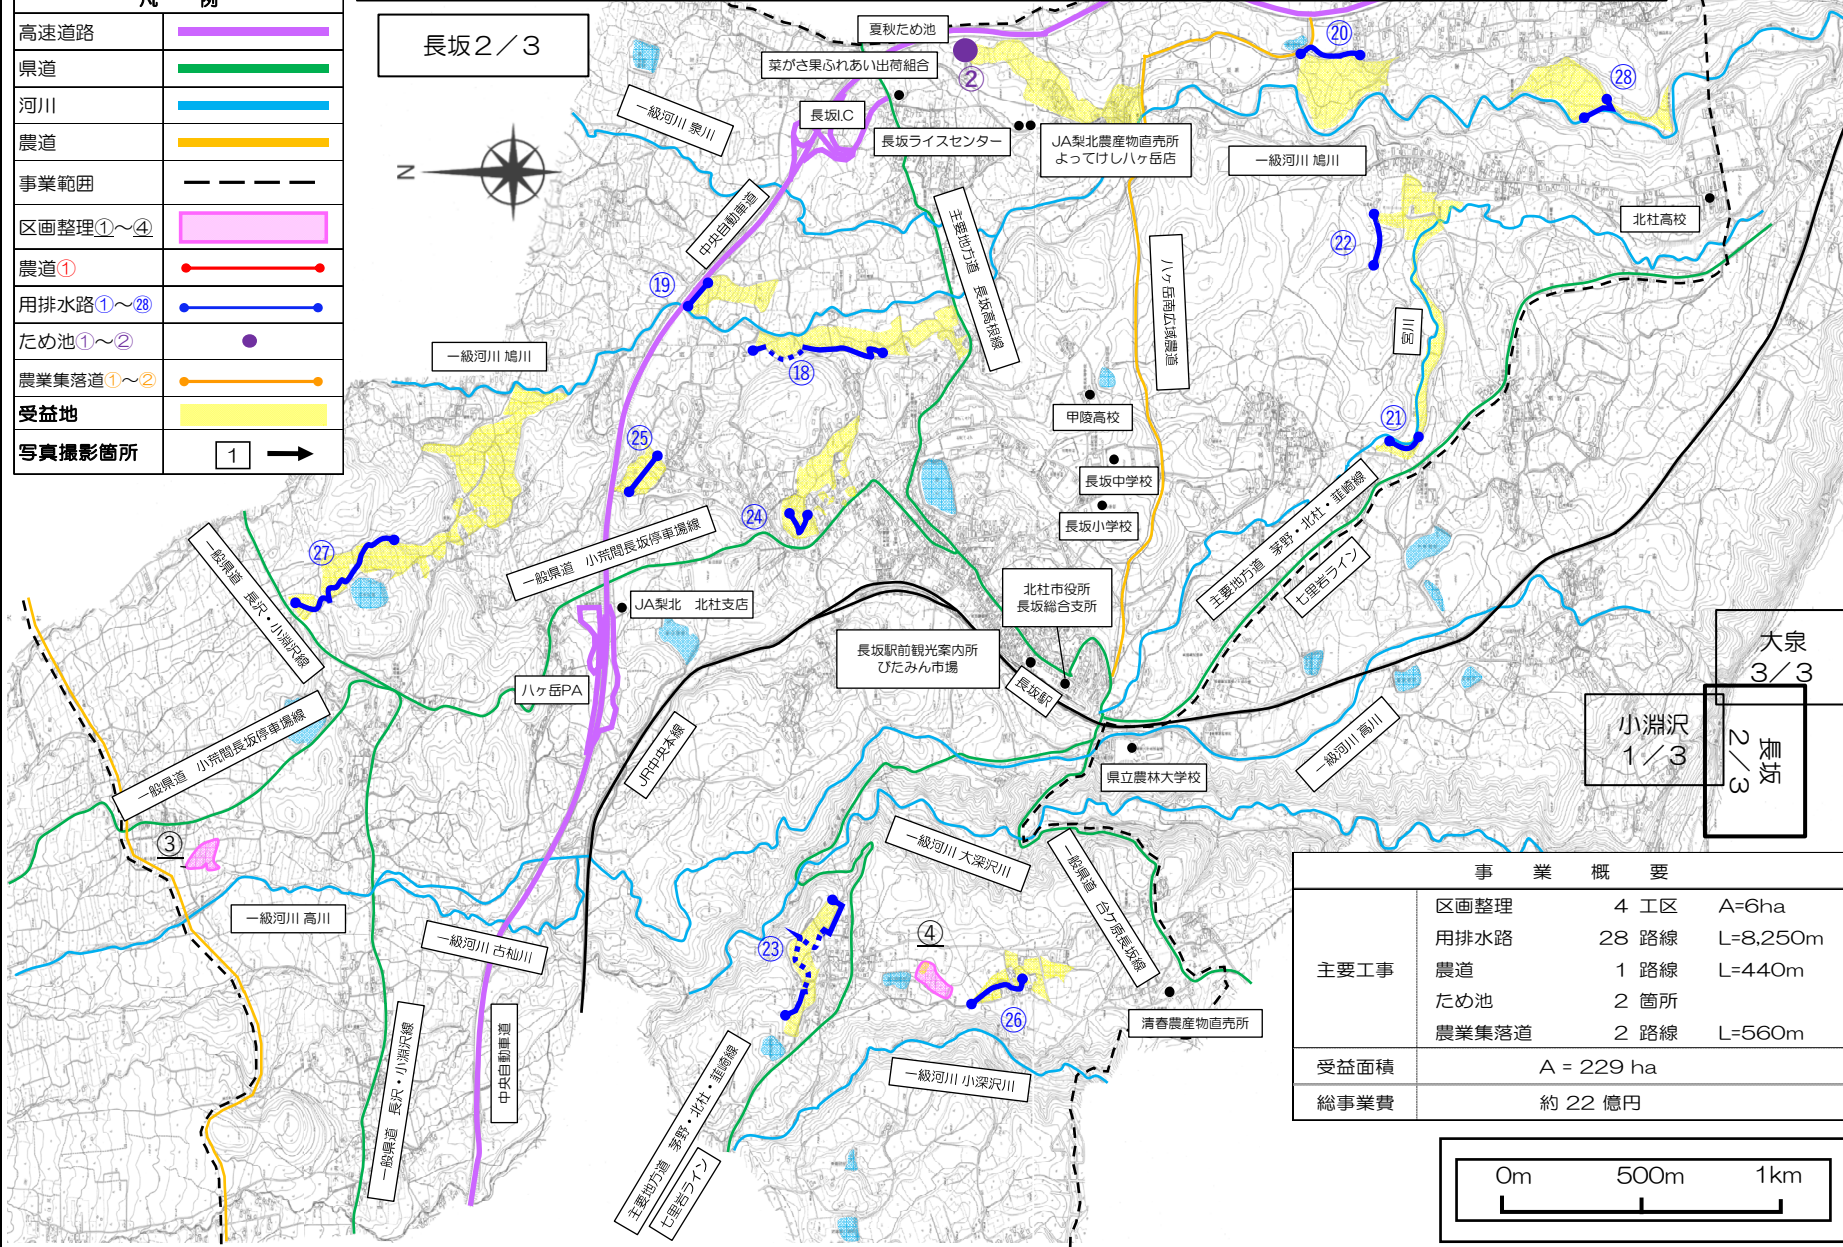 凡　例
高速道路
県道
河川
農道
事業範囲
区画整理①～④
農道①
用排水路①～㉘
ため池①～②
農業集落道①～②
受益地
写真撮影箇所
1
長坂2／3
N
夏秋ため池
菜がさ果ふれあい出荷組合
②
長坂I.C
長坂ライスセンター
JA梨北農産物直売所
よってけし八ヶ岳店
一級河川 泉川
中央自動車道
主要地方道　長坂高根線
八ヶ岳南広域農道
一級河川 鳩川
⑳
㉘
北杜高校
㉒
宮川
㉑
⑲
⑱
一級河川 鳩川
㉕
㉔
㉗
甲陵高校
長坂中学校
長坂小学校
主要地方道　茅野・北杜・韮崎線
七里岩ライン
一般県道　長沢・小淵沢線
一般県道　小荒間長坂停車場線
JA梨北　北杜支店
北杜市役所
長坂総合支所
長坂駅前観光案内所
びたみん市場
長坂駅
八ヶ岳PA
JR中央本線
一般県道　小荒間長坂停車場線
一級河川 高川
県立農林大学校
大泉
3／3
小淵沢
1／3
長坂
2／3
③
一級河川 高川
一級河川 古杣川
一級河川 大深沢川
一般県道　台ケ原長坂線
㉓
④
㉖
清春農産物直売所
一級河川 小深沢川
中央自動車道
一般県道　長沢・小淵沢線
主要地方道　茅野・北杜・韮崎線
七里岩ライン
事　業　概　要
主要工事
区画整理　4 工区　A=6ha
用排水路　28 路線　L=8,250m
農道　1 路線　L=440m
ため池　2 箇所
農業集落道　2 路線　L=560m
受益面積　A = 229 ha
総事業費　約 22 億円
0m　500m　1km